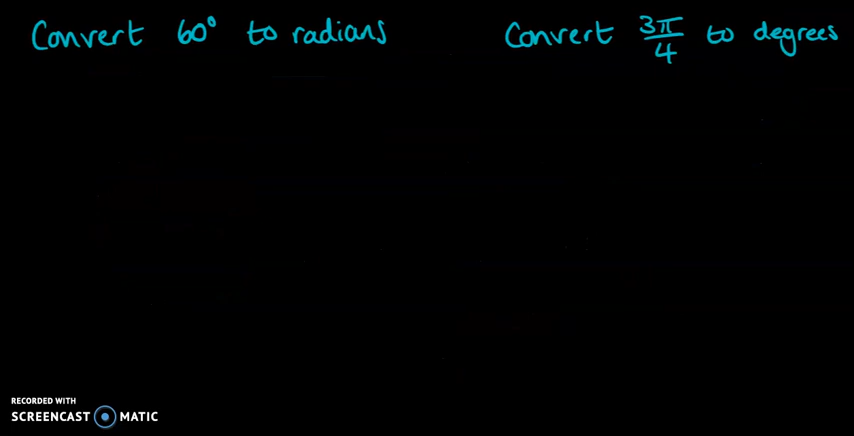 Convert 60° to radians
Convert 3π/4 to degrees
RECORDED WITH
SCREENCAST MATIC